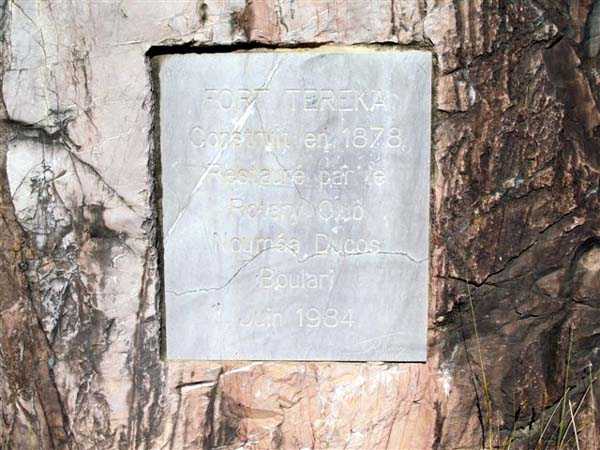 FORT TEREKA
Construit en 1878
Restauré par le
Rotary Club
Nouméa Ducos
Boulari
Juin 1984